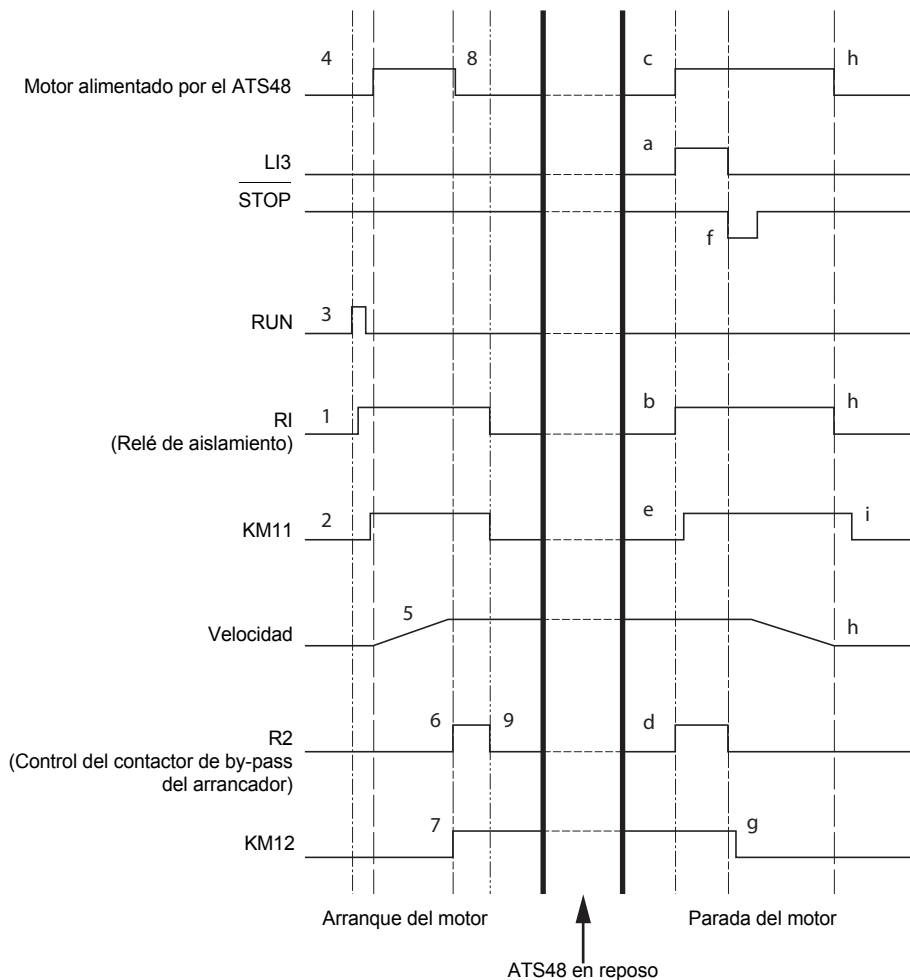 4 8 c h
Motor alimentado por el ATS48
a
LI3
STOP
f
3
RUN
1 b h
RI
(Relé de aislamiento)
2 e i
KM11
5
Velocidad h
6 9 d
R2
(Control del contactor de by-pass
del arrancador)
7 g
KM12
Arranque del motor Parada del motor
ATS48 en reposo